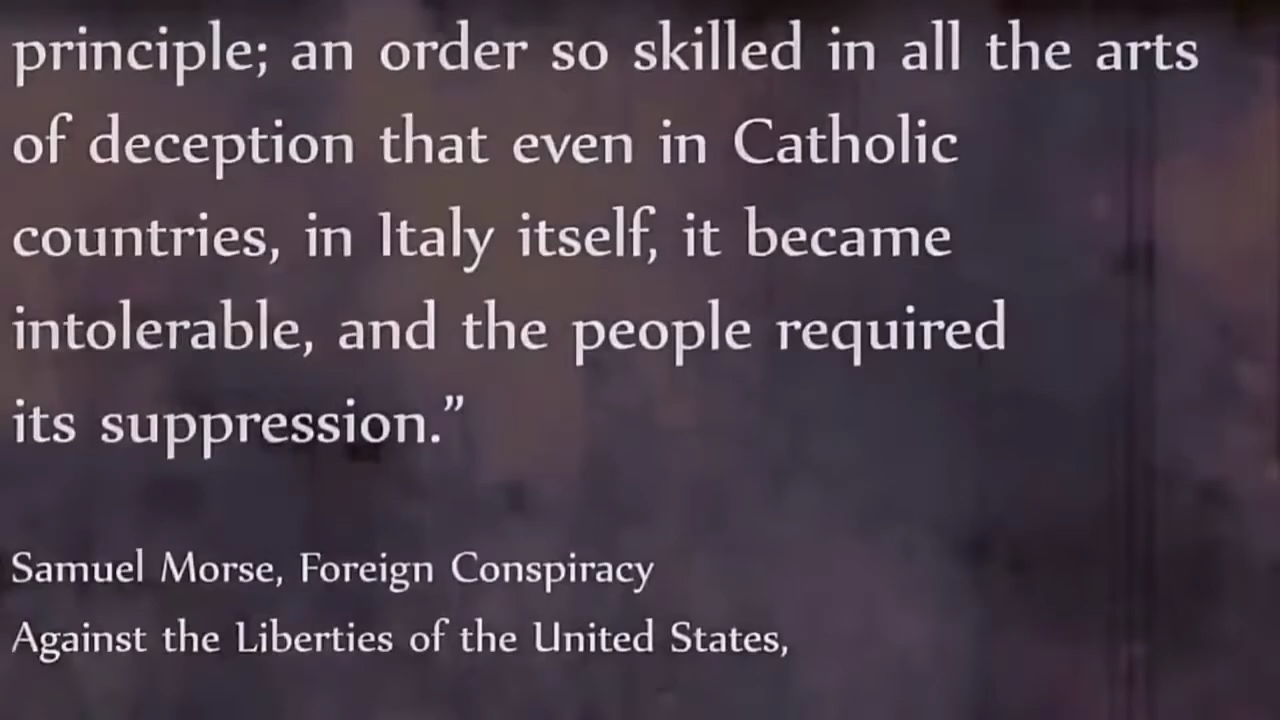 principle; an order so skilled in all the arts
of deception that even in Catholic
countries, in Italy itself, it became
intolerable, and the people required
its suppression.”
Samuel Morse, Foreign Conspiracy
Against the Liberties of the United States,